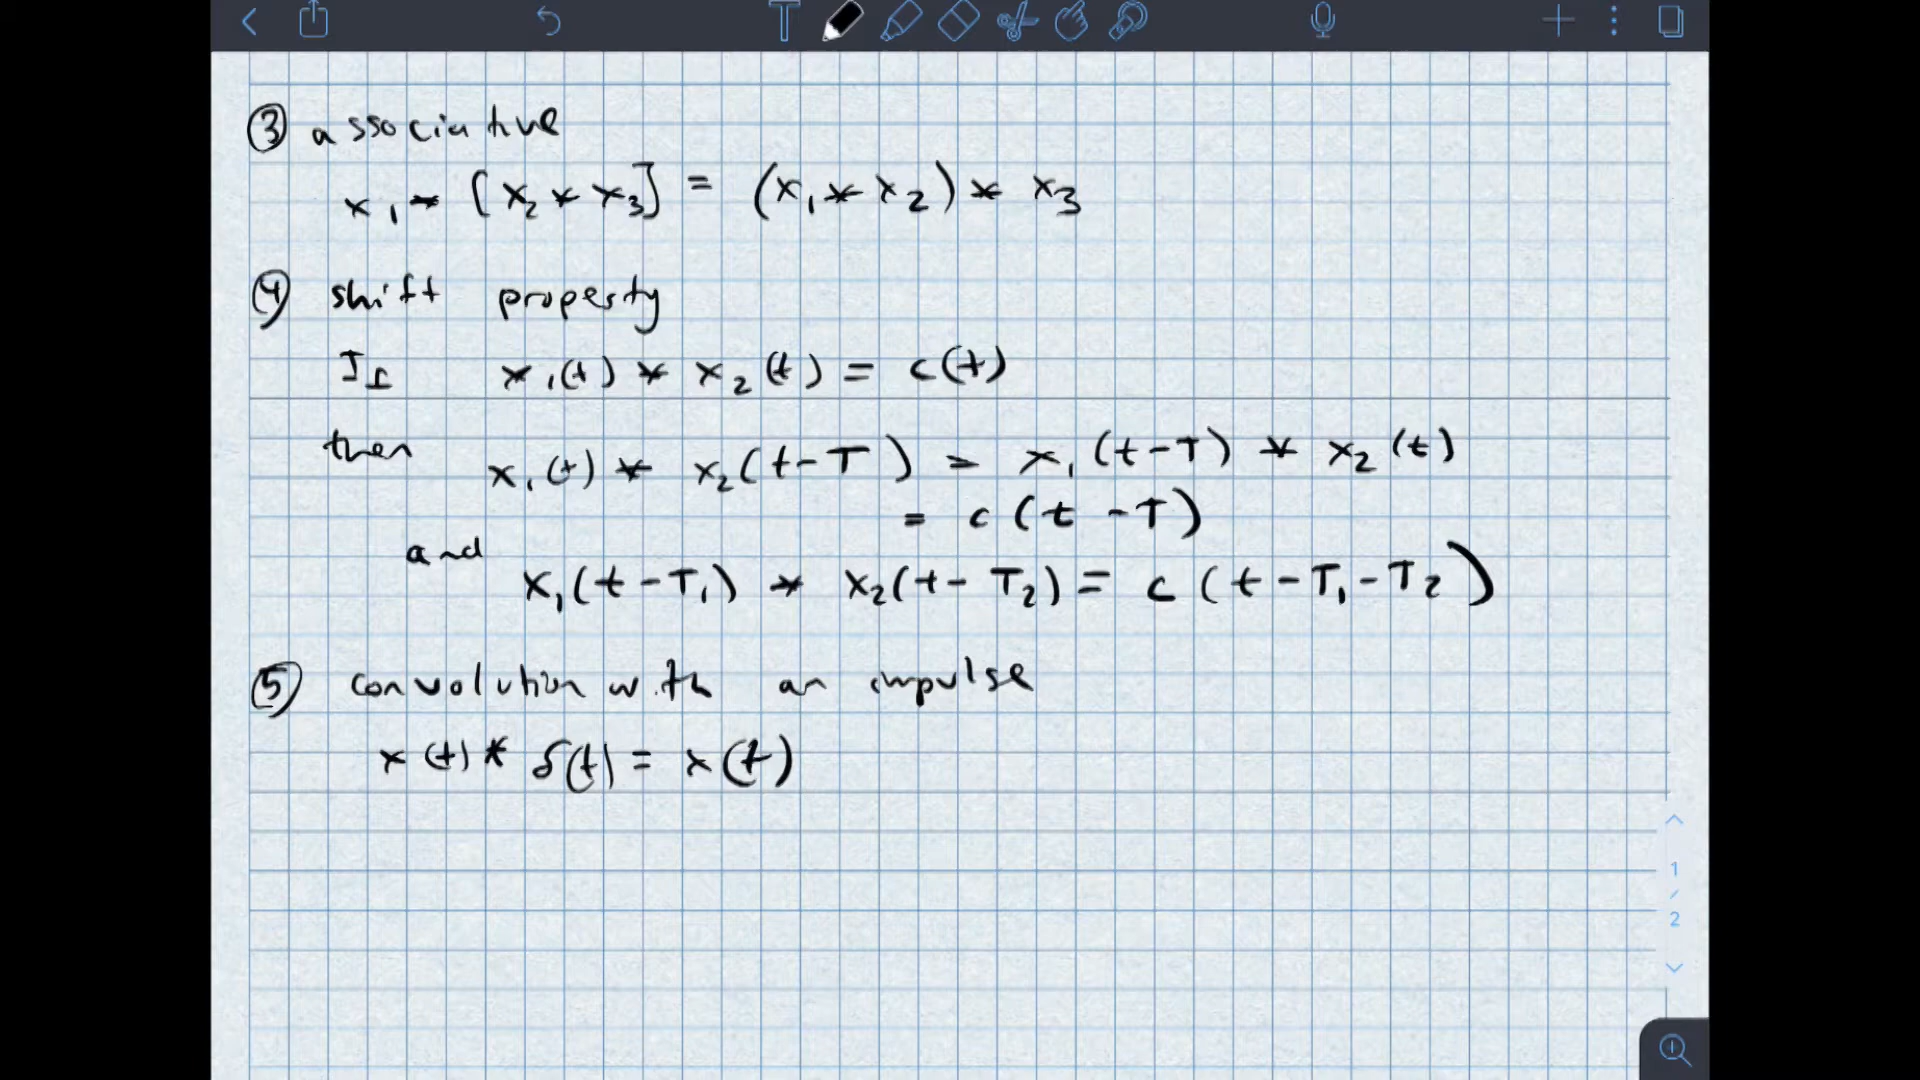 ③ associative
x₁ * [x₂ * x₃] = (x₁ * x₂) * x₃
④ shift property
If x₁(t) * x₂(t) = c(t)
then x₁(t) * x₂(t-T) = x₁(t-T) * x₂(t)
= c(t-T)
and
x₁(t-T₁) * x₂(t-T₂) = c(t-T₁-T₂)
⑤ convolution with an impulse
x(t) * δ(t) = x(t)
1
/
2